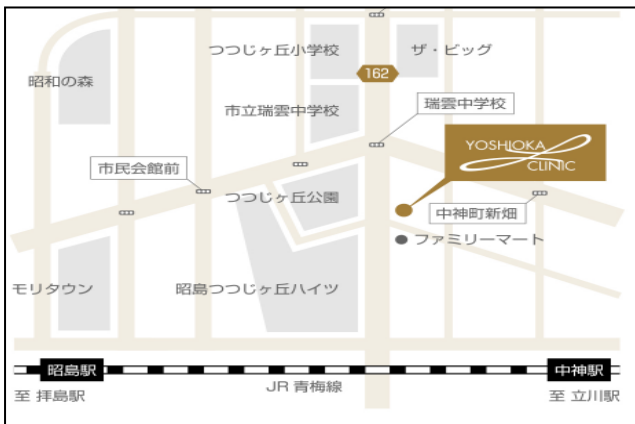 つつじヶ丘小学校
ザ・ビッグ
162
昭和の森
瑞雲中学校
市立瑞雲中学校
YOSHIOKA
CLINIC
市民会館前
つつじヶ丘公園
中神町新畑
ファミリーマート
モリタウン
昭島つつじヶ丘ハイツ
昭島駅
中神駅
JR 青梅線
至 拝島駅
至 立川駅